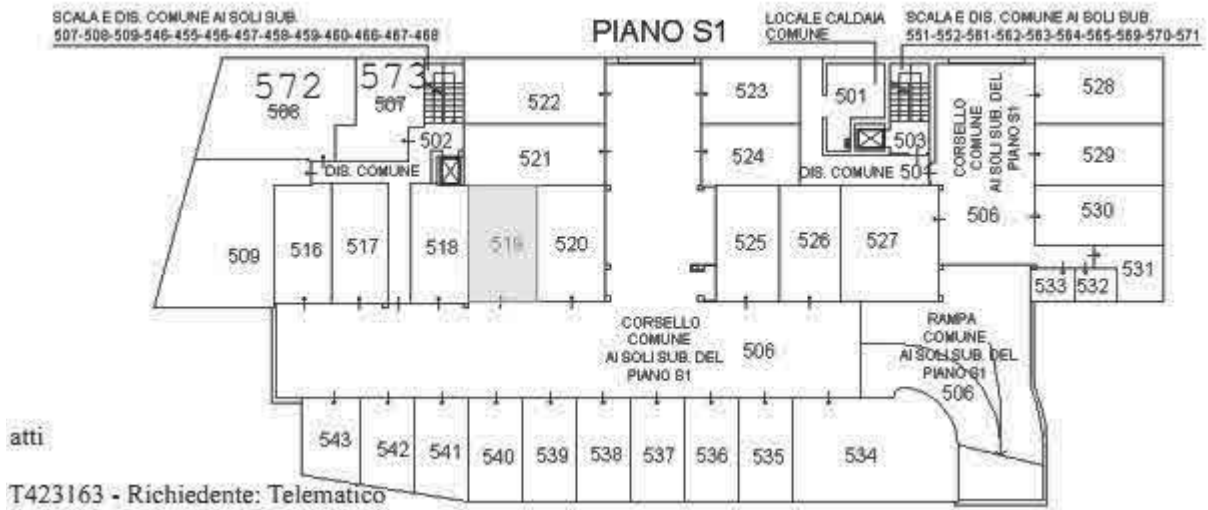 SCALA E DIS. COMUNE AI SOLI SUB.
507-508-509-546-455-456-457-458-459-460-466-467-468
PIANO S1
LOCALE CALDAIA
COMUNE
SCALA E DIS. COMUNE AI SOLI SUB.
551-552-561-562-563-564-565-569-570-571
572
508
573
507
502
522
521
523
524
501
503
DIS. COMUNE
DIS. COMUNE
504
CORSELLO
COMUNE
AI SOLI SUB. DEL
PIANO S1
506
528
529
530
531
532
533
509
516
517
518
519
520
525
526
527
CORSELLO
COMUNE
AI SOLI SUB. DEL
PIANO S1
506
RAMPA
COMUNE
AI SOLI SUB. DEL
PIANO S1
506
543
542
541
540
539
538
537
536
535
534
atti
T423163 - Richiedente: Telematico